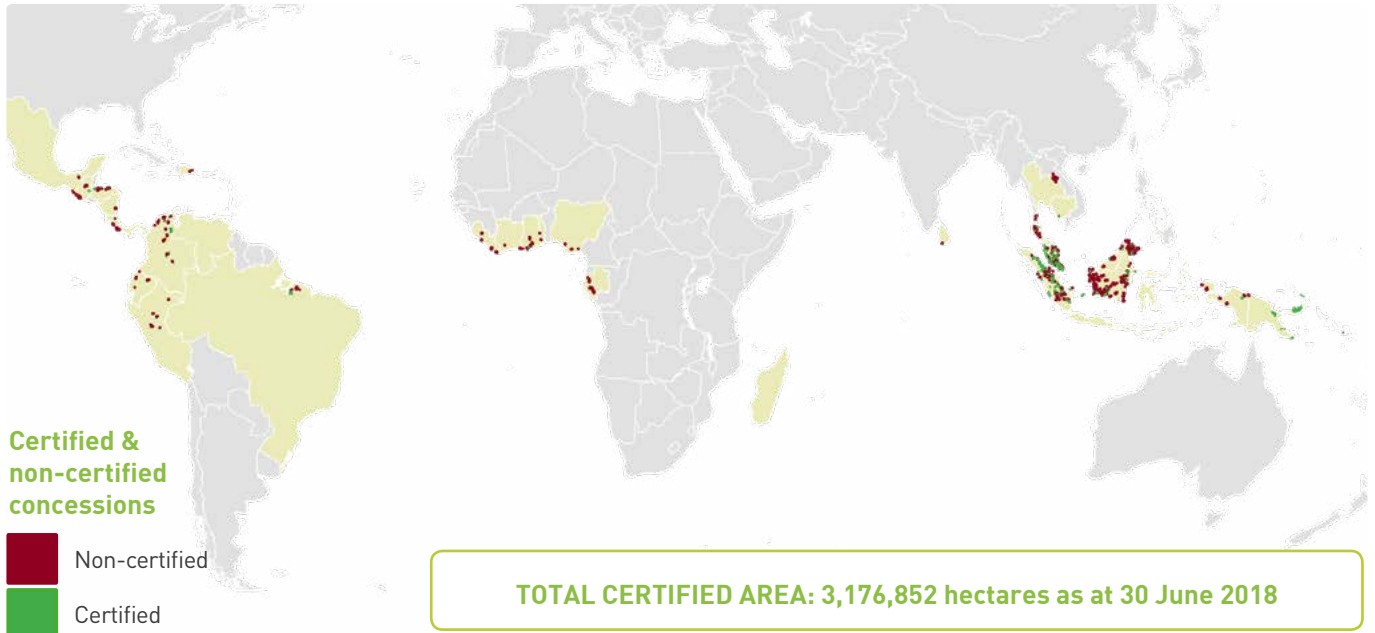 Certified &
non-certified
concessions
Non-certified
Certified
TOTAL CERTIFIED AREA: 3,176,852 hectares as at 30 June 2018